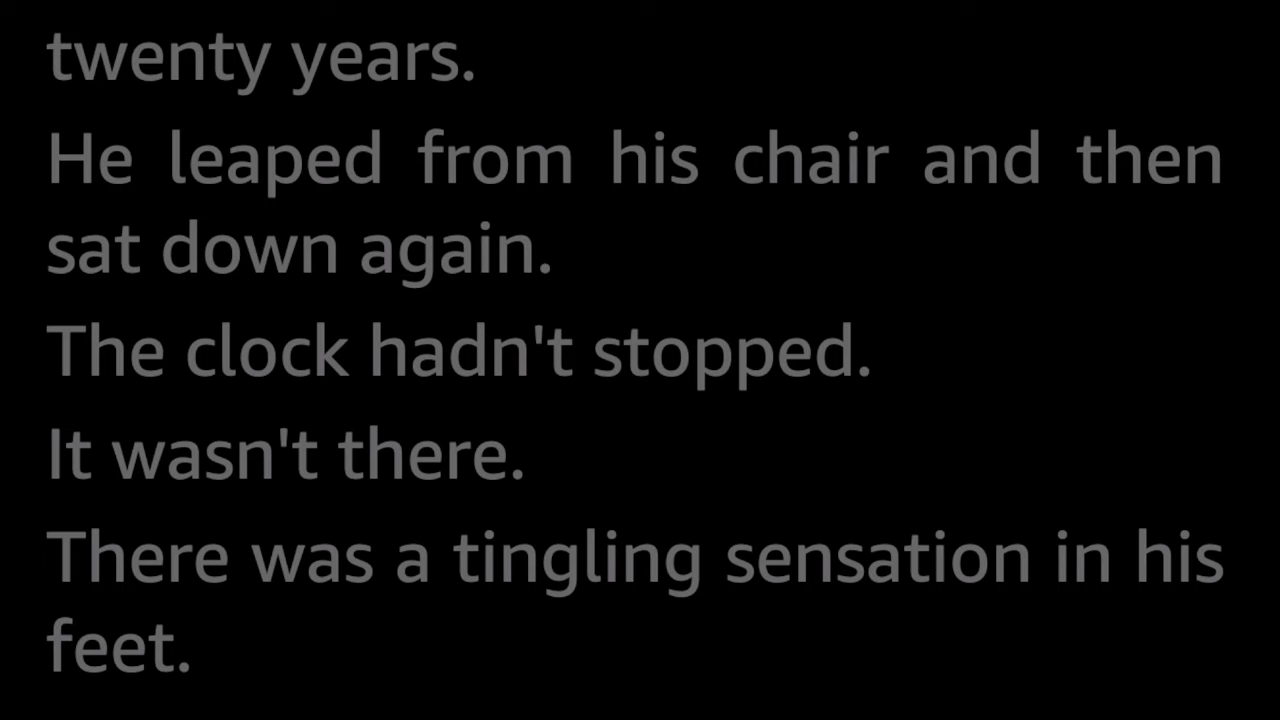 twenty years.
He leaped from his chair and then
sat down again.
The clock hadn't stopped.
It wasn't there.
There was a tingling sensation in his
feet.